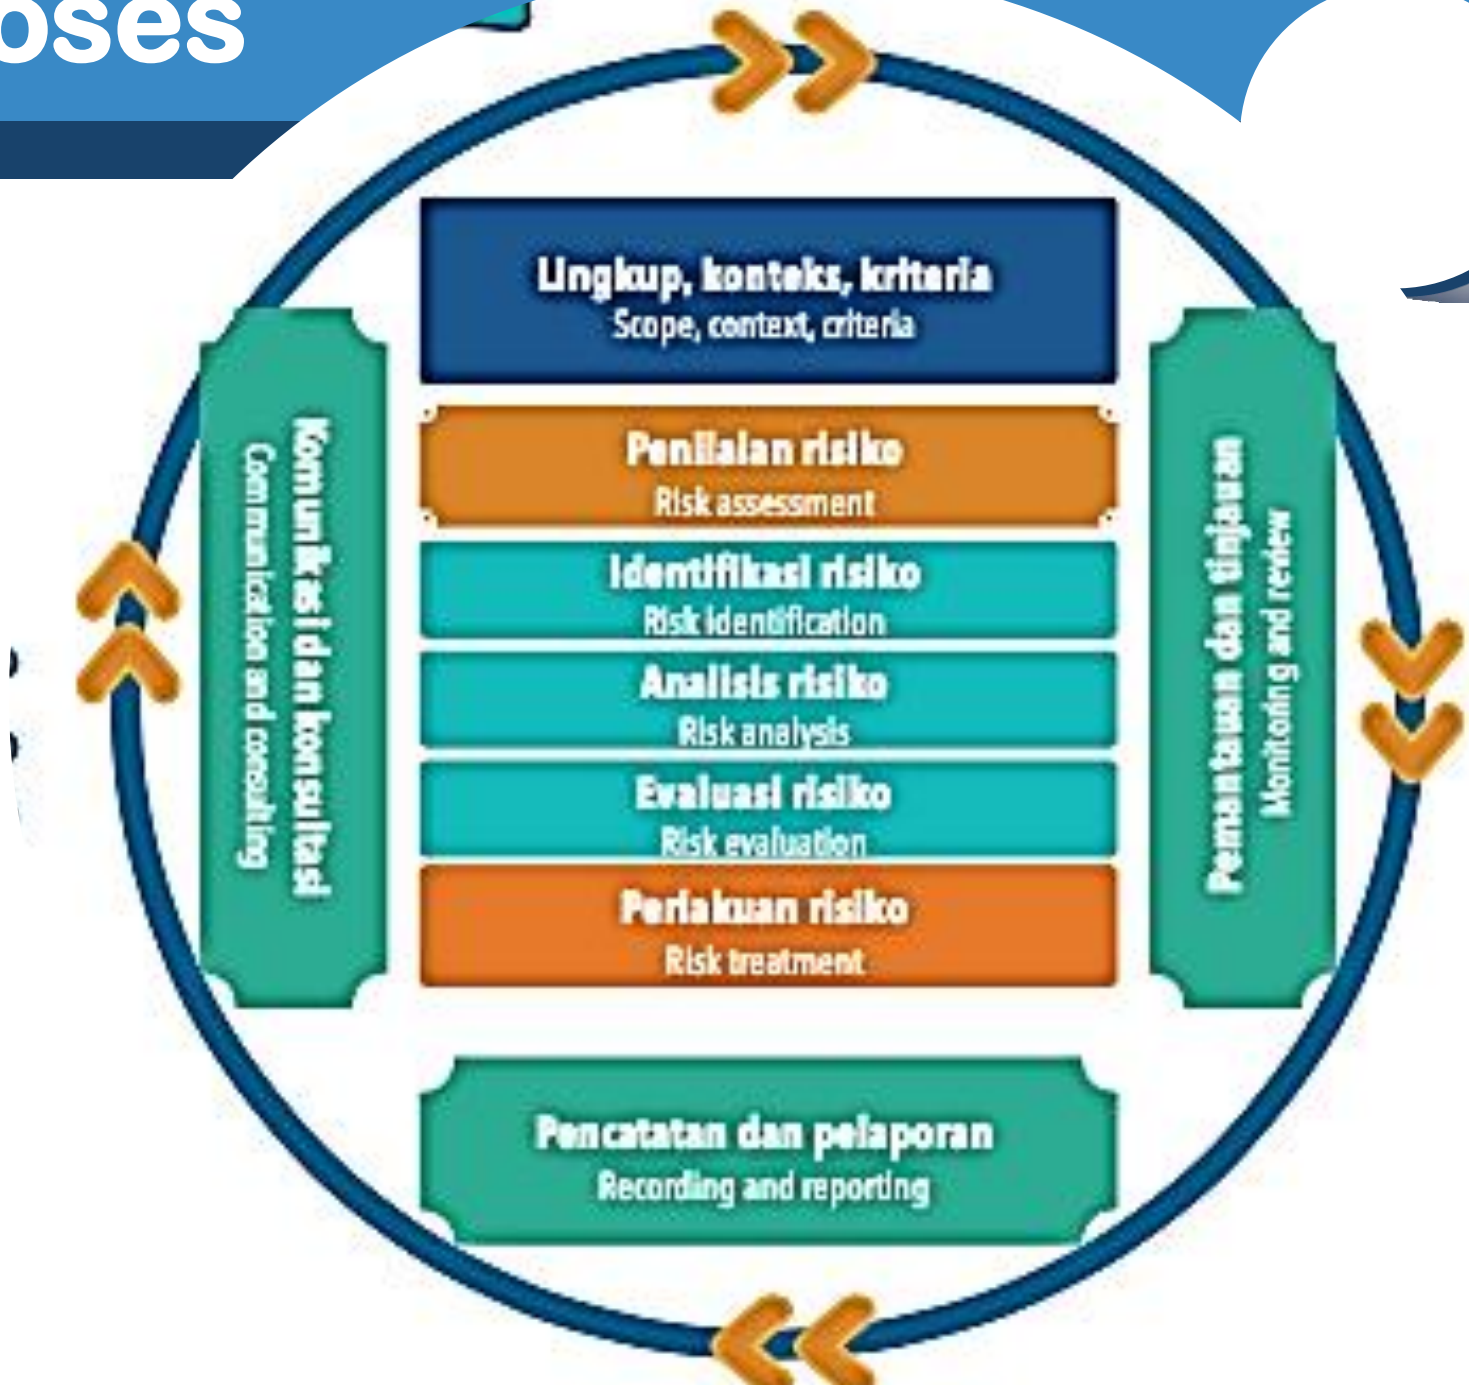 oses
Lingkup, konteks, kriteria
Scope, context, criteria
Penilaian risiko
Risk assessment
Identifikasi risiko
Risk identification
Analisis risiko
Risk analysis
Evaluasi risiko
Risk evaluation
Perlakuan risiko
Risk treatment
Komunikasi dan konsultasi
Communication and consulting
Pemantauan dan tinjauan
Monitoring and review
Pencatatan dan pelaporan
Recording and reporting